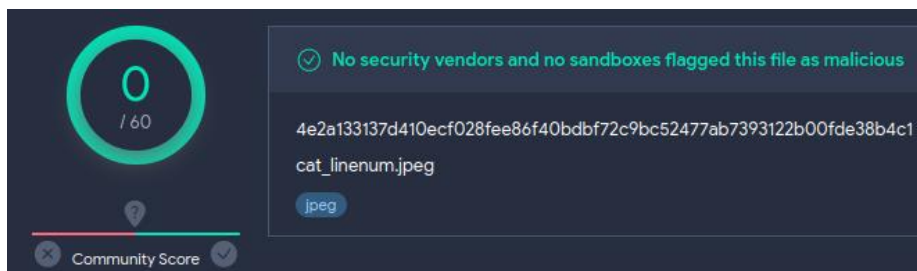 0
/ 60
?
Community Score
No security vendors and no sandboxes flagged this file as malicious
4e2a133137d410ecf028fee86f40bdbf72c9bc52477ab7393122b00fde38b4c1
cat_linenum.jpeg
jpeg